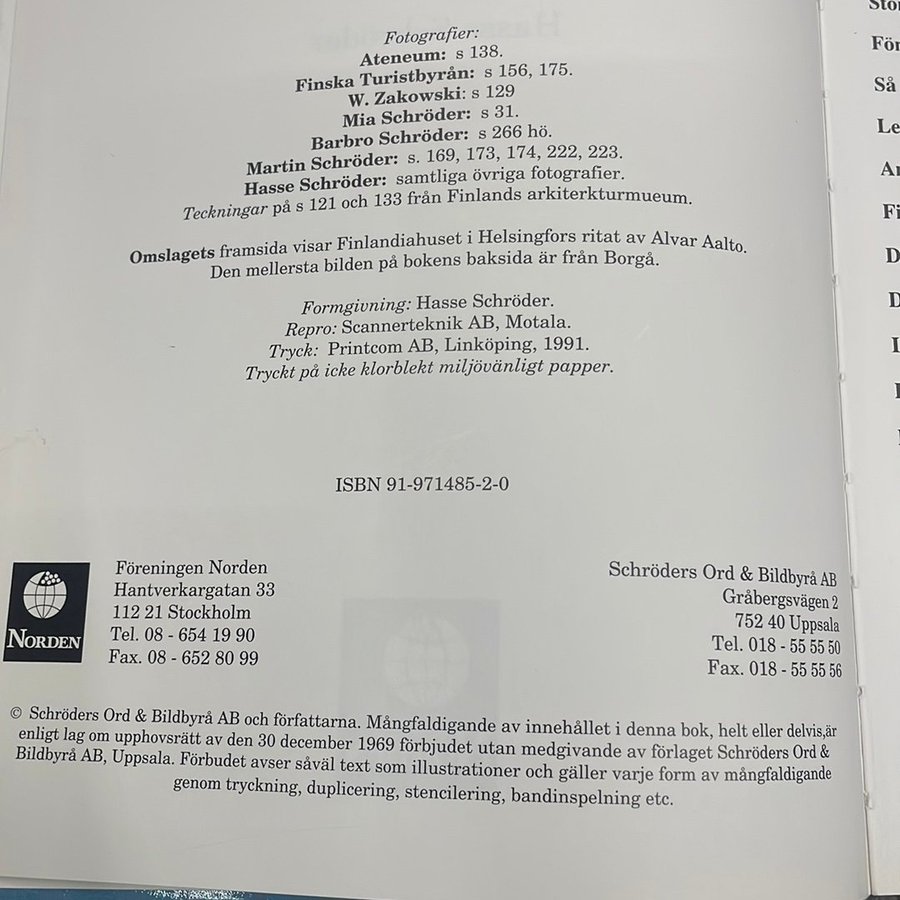 Fotografier:
Ateneum: s 138.
Finska Turistbyrån: s 156, 175.
W. Zakowski: s 129
Mia Schröder: s 31.
Barbro Schröder: s 266 hö.
Martin Schröder: s. 169, 173, 174, 222, 223.
Hasse Schröder: samtliga övriga fotografier.
Teckningar på s 121 och 133 från Finlands arkiterkturmueum.
Omslagets framsida visar Finlandiahuset i Helsingfors ritat av Alvar Aalto.
Den mellersta bilden på bokens baksida är från Borgå.
Formgivning: Hasse Schröder.
Repro: Scannerteknik AB, Motala.
Tryck: Printcom AB, Linköping, 1991.
Tryckt på icke klorblekt miljövänligt papper.
ISBN 91-971485-2-0
NORDEN
Föreningen Norden
Hantverkargatan 33
112 21 Stockholm
Tel. 08 - 654 19 90
Fax. 08 - 652 80 99
Schröders Ord & Bildbyrå AB
Gråbergsvägen 2
752 40 Uppsala
Tel. 018 - 55 55 50
Fax. 018 - 55 55 56
© Schröders Ord & Bildbyrå AB och författarna. Mångfaldigande av innehållet i denna bok, helt eller delvis,är
enligt lag om upphovsrätt av den 30 december 1969 förbjudet utan medgivande av förlaget Schröders Ord &
Bildbyrå AB, Uppsala. Förbudet avser såväl text som illustrationer och gäller varje form av mångfaldigande
genom tryckning, duplicering, stencilering, bandinspelning etc.
För
Så
Le